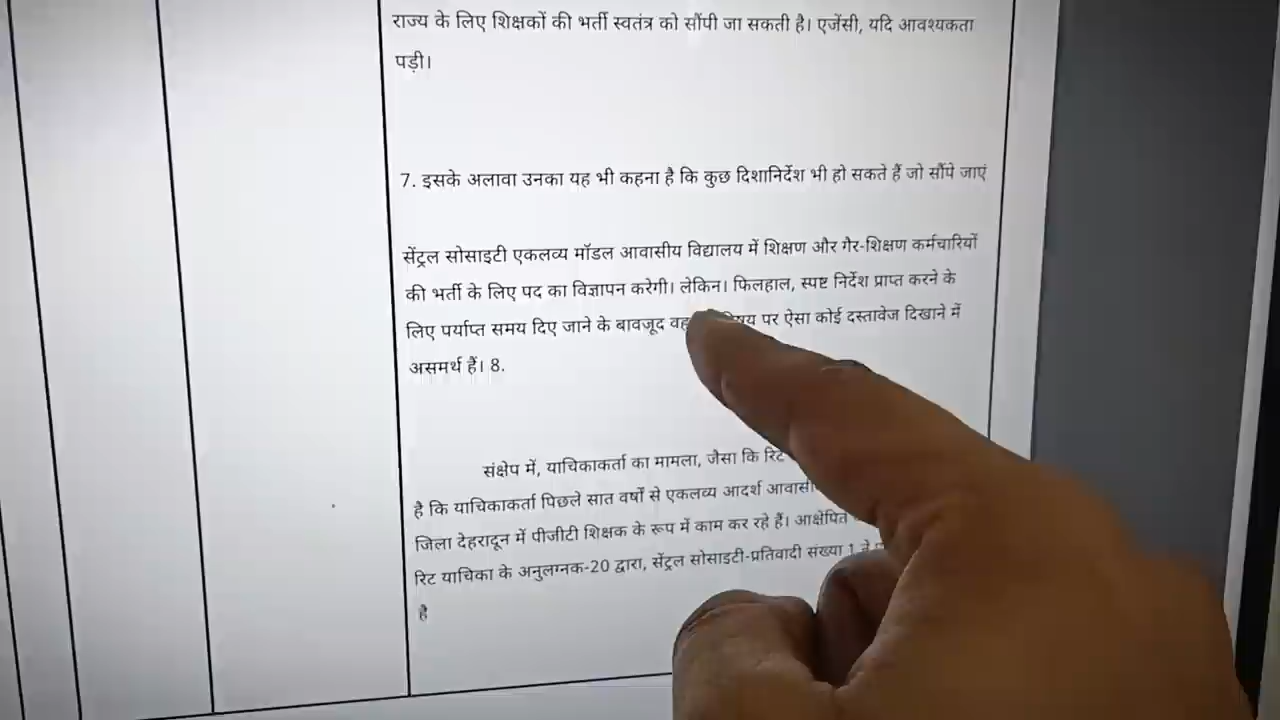 राज्य के लिए शिक्षकों की भर्ती स्वतंत्र को सौंपी जा सकती है। एजेंसी, यदि आवश्यकता
पड़ी।
7. इसके अलावा उनका यह भी कहना है कि कुछ दिशानिर्देश भी हो सकते हैं जो सौंपे जाएं
सेंट्रल सोसाइटी एकलव्य मॉडल आवासीय विद्यालय में शिक्षण और गैर-शिक्षण कर्मचारियों
की भर्ती के लिए पद का विज्ञापन करेगी। लेकिन। फिलहाल, स्पष्ट निर्देश प्राप्त करने के
लिए पर्याप्त समय दिए जाने के बावजूद वह पर ऐसा कोई दस्तावेज दिखाने में
असमर्थ हैं। 8.
संक्षेप में, याचिकाकर्ता का मामला, जैसा कि रिट
है कि याचिकाकर्ता पिछले सात वर्षों से एकलव्य आदर्श
जिला देहरादून में पीजीटी शिक्षक के रूप में काम कर रहे हैं।
रिट याचिका के अनुलग्नक-20 द्वारा, सेंट्रल सोसाइटी-प्रतिवादी संख्या 1 ने
है